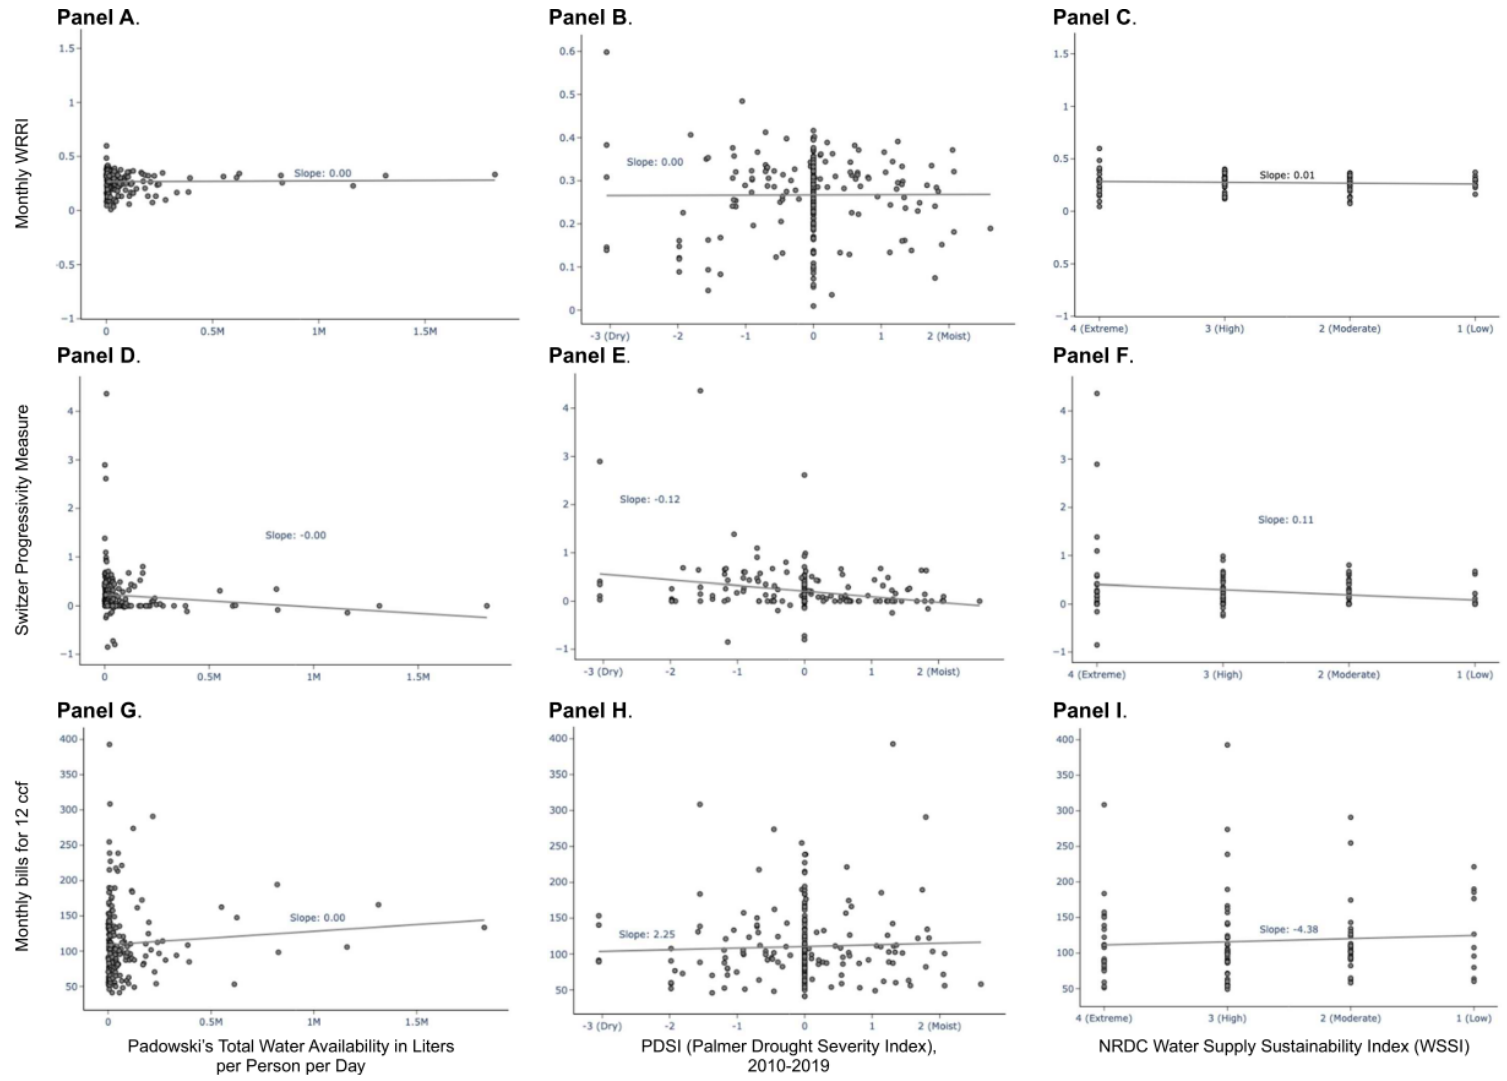 Panel A.
Panel B.
Panel C.
Monthly WRRI
1.5
1
0.5
0
-0.5
−1
Slope: 0.00
0
0.5M
1M
1.5M
0.6
0.5
0.4
0.3
0.2
0.1
0
Slope: 0.00
-3 (Dry)
-2
-1
0
1
2 (Moist)
1.5
1
0.5
0
0.5
−1
Slope: 0.01
4 (Extreme)
3 (High)
2 (Moderate)
1 (Low)
Panel D.
Panel E.
Panel F.
Switzer Progressivity Measure
4
3
2
1
0
−1
Slope: -0.00
0
0.5M
1M
1.5M
4
3
2
1
0
−1
Slope: -0.12
-3 (Dry)
-2
-1
0
1
2 (Moist)
4
3
2
1
0
−1
Slope: 0.11
4 (Extreme)
3 (High)
2 (Moderate)
1 (Low)
Panel G.
Panel H.
Panel I.
Monthly bills for 12 ccf
400
350
300
250
200
150
100
50
Slope: 0.00
0
0.5M
1M
1.5M
400
350
300
250
200
150
100
50
Slope: 2.25
-3 (Dry)
-2
-1
0
1
2 (Moist)
400
350
300
250
200
150
100
50
Slope: -4.38
4 (Extreme)
3 (High)
2 (Moderate)
1 (Low)
Padowski's Total Water Availability in Liters
per Person per Day
PDSI (Palmer Drought Severity Index),
2010-2019
NRDC Water Supply Sustainability Index (WSSI)